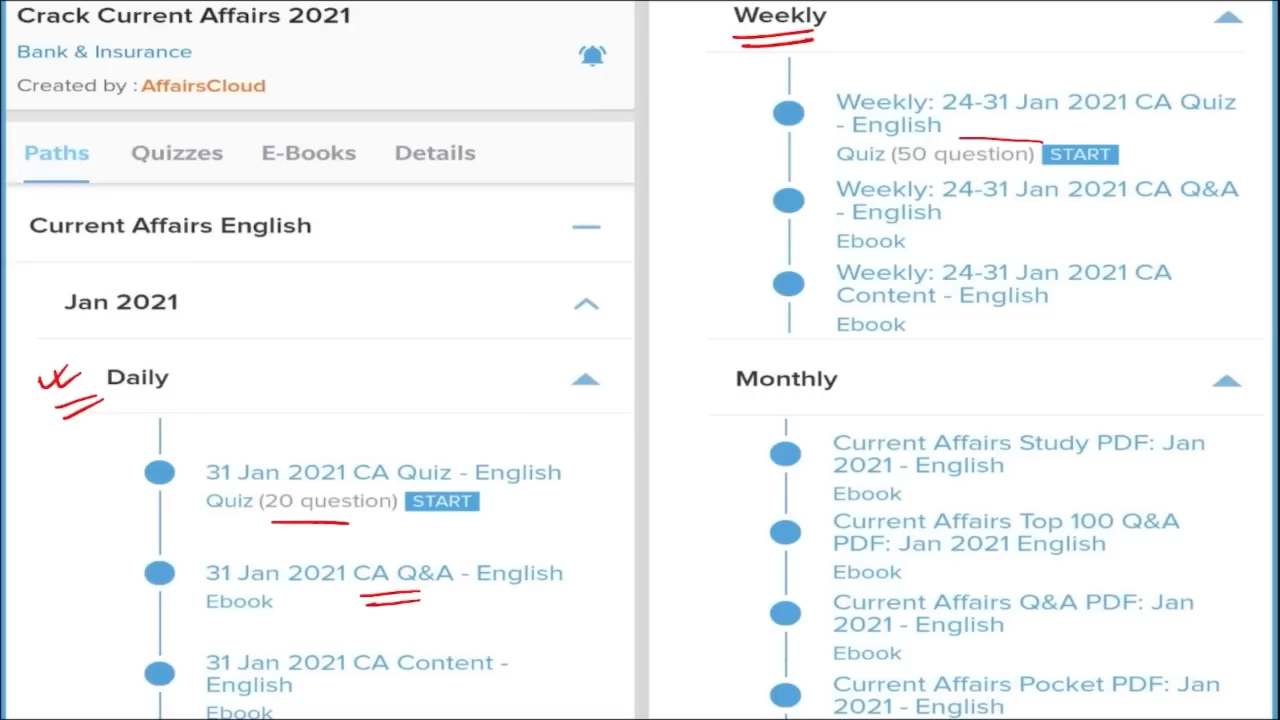 Crack Current Affairs 2021
Bank & Insurance
Created by : AffairsCloud
Paths Quizzes E-Books Details
Current Affairs English
Jan 2021
Daily
31 Jan 2021 CA Quiz - English
Quiz (20 question) START
31 Jan 2021 CA Q&A - English
Ebook
31 Jan 2021 CA Content -
English
Ebook
Weekly
Weekly: 24-31 Jan 2021 CA Quiz
- English
Quiz (50 question) START
Weekly: 24-31 Jan 2021 CA Q&A
- English
Ebook
Weekly: 24-31 Jan 2021 CA
Content - English
Ebook
Monthly
Current Affairs Study PDF: Jan
2021 - English
Ebook
Current Affairs Top 100 Q&A
PDF: Jan 2021 English
Ebook
Current Affairs Q&A PDF: Jan
2021 - English
Ebook
Current Affairs Pocket PDF: Jan
2021 - English